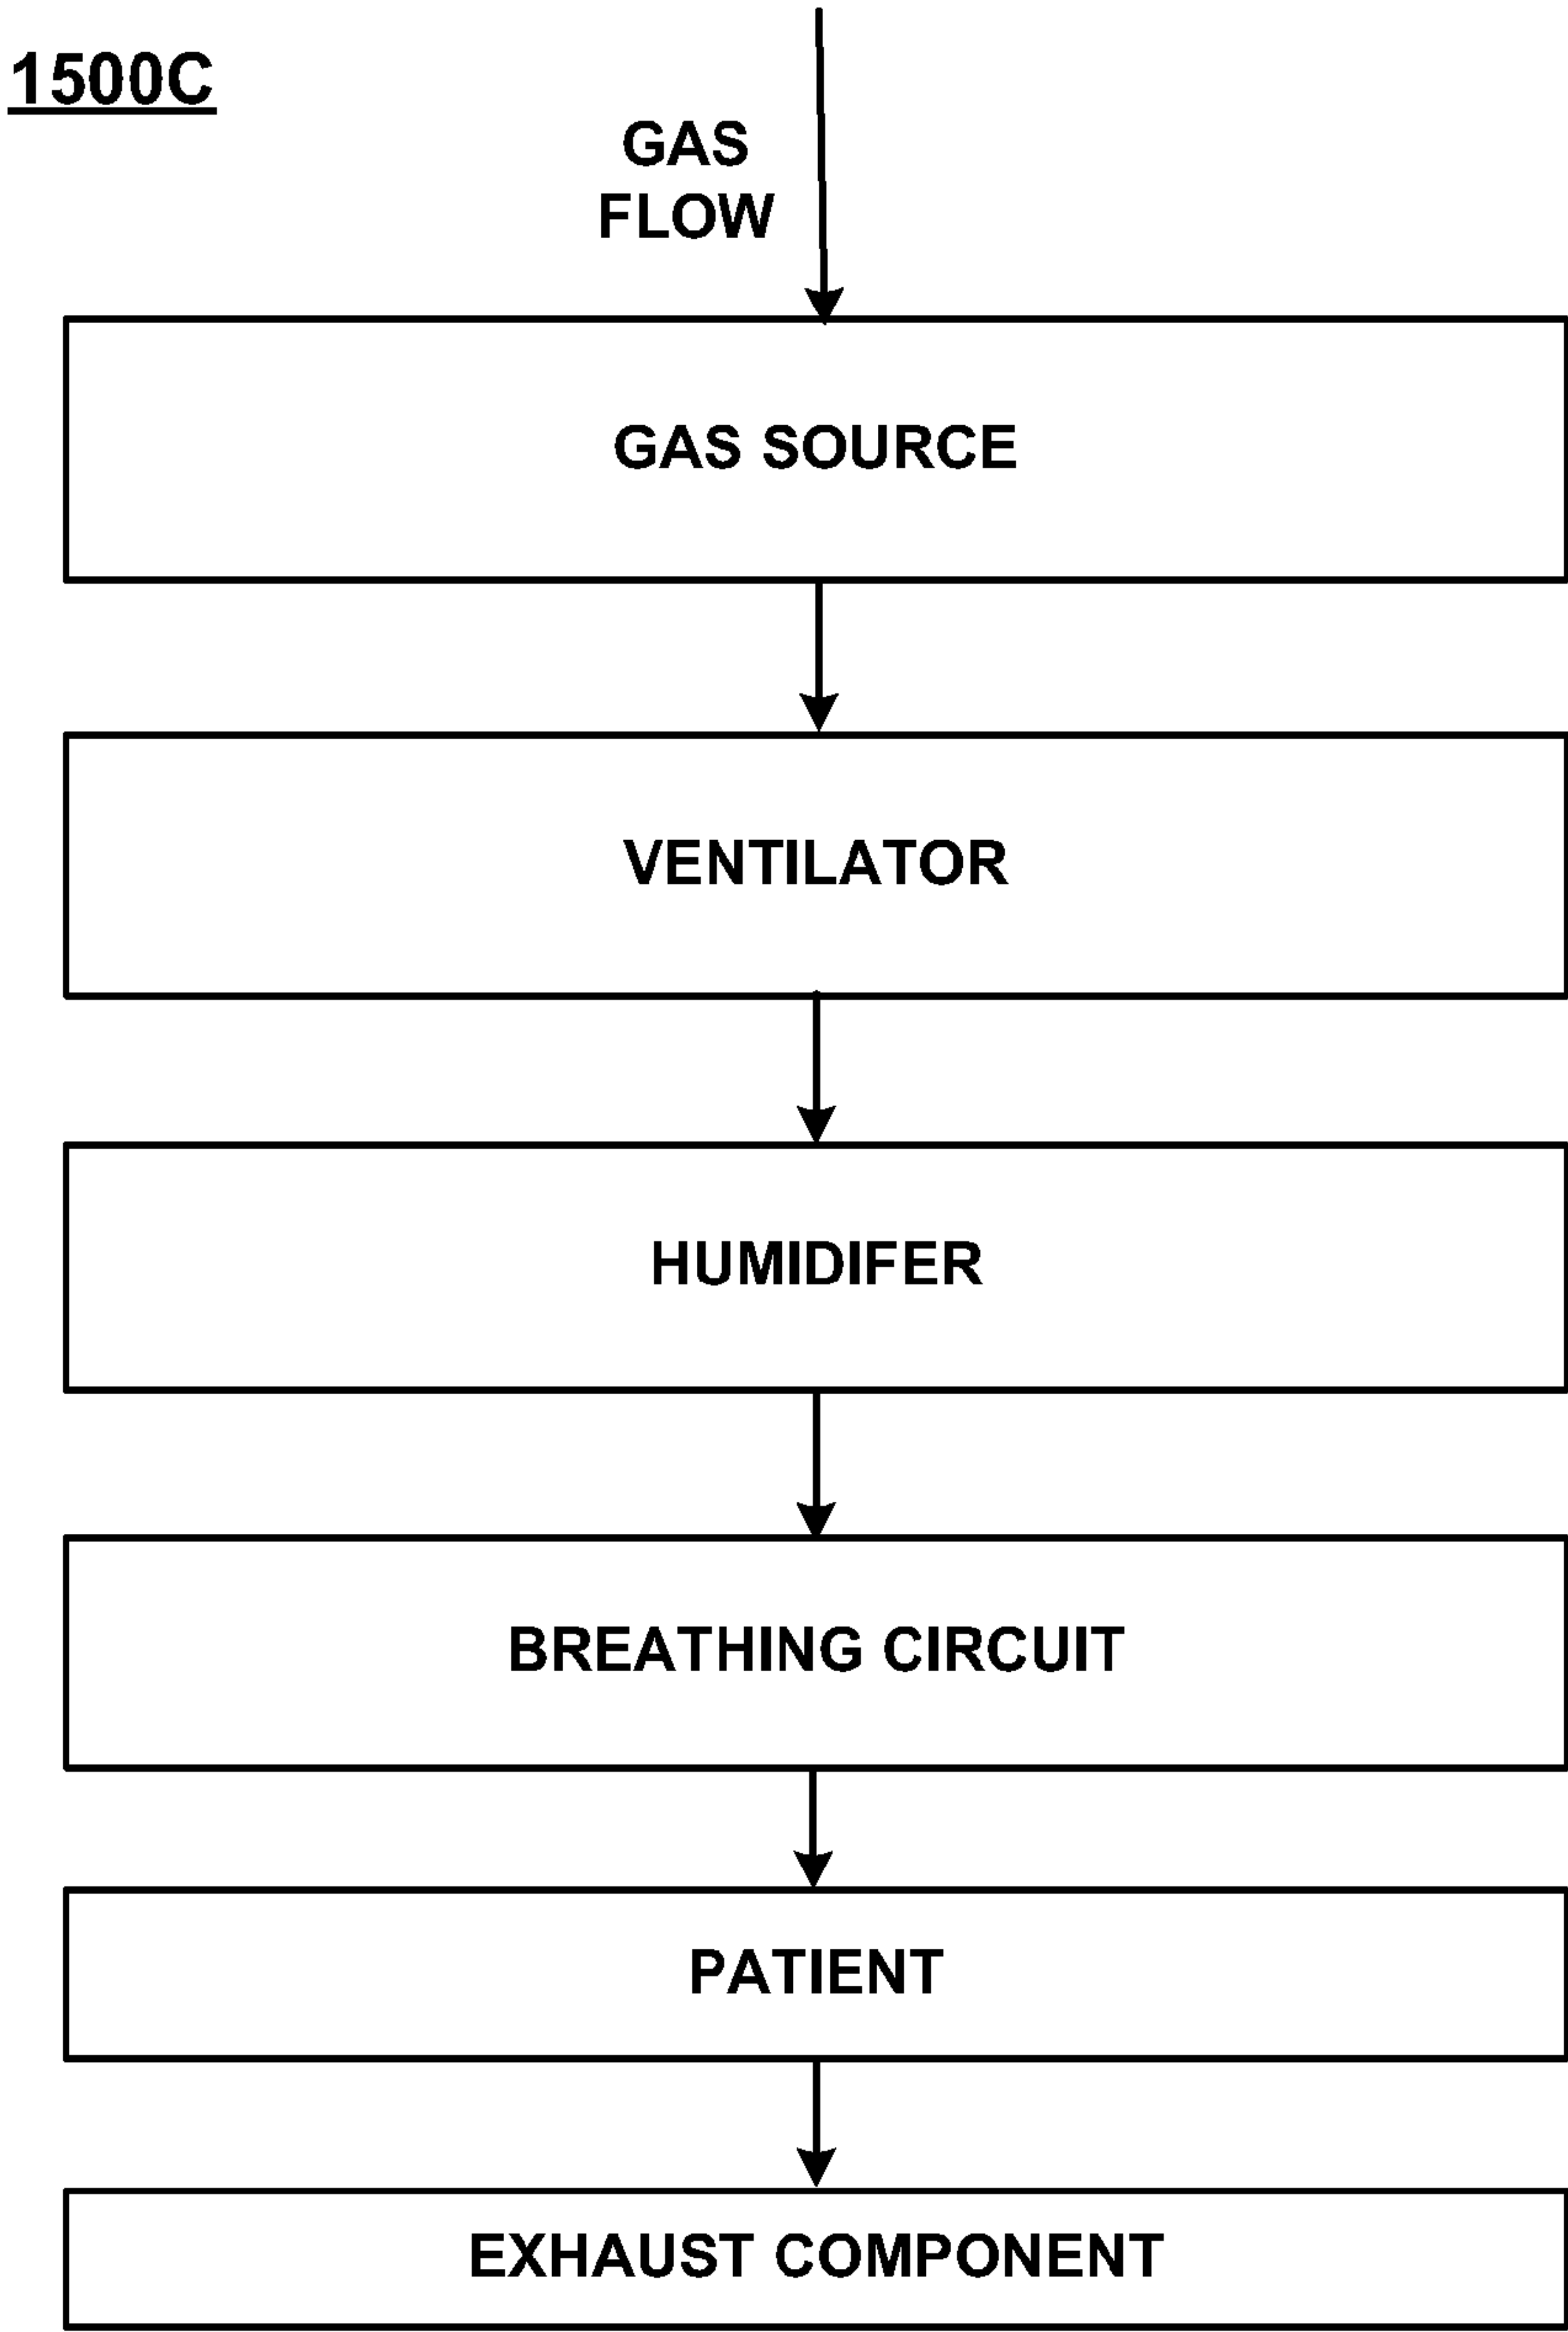 1500C
GAS
FLOW
GAS SOURCE
VENTILATOR
HUMIDIFER
BREATHING CIRCUIT
PATIENT
EXHAUST COMPONENT